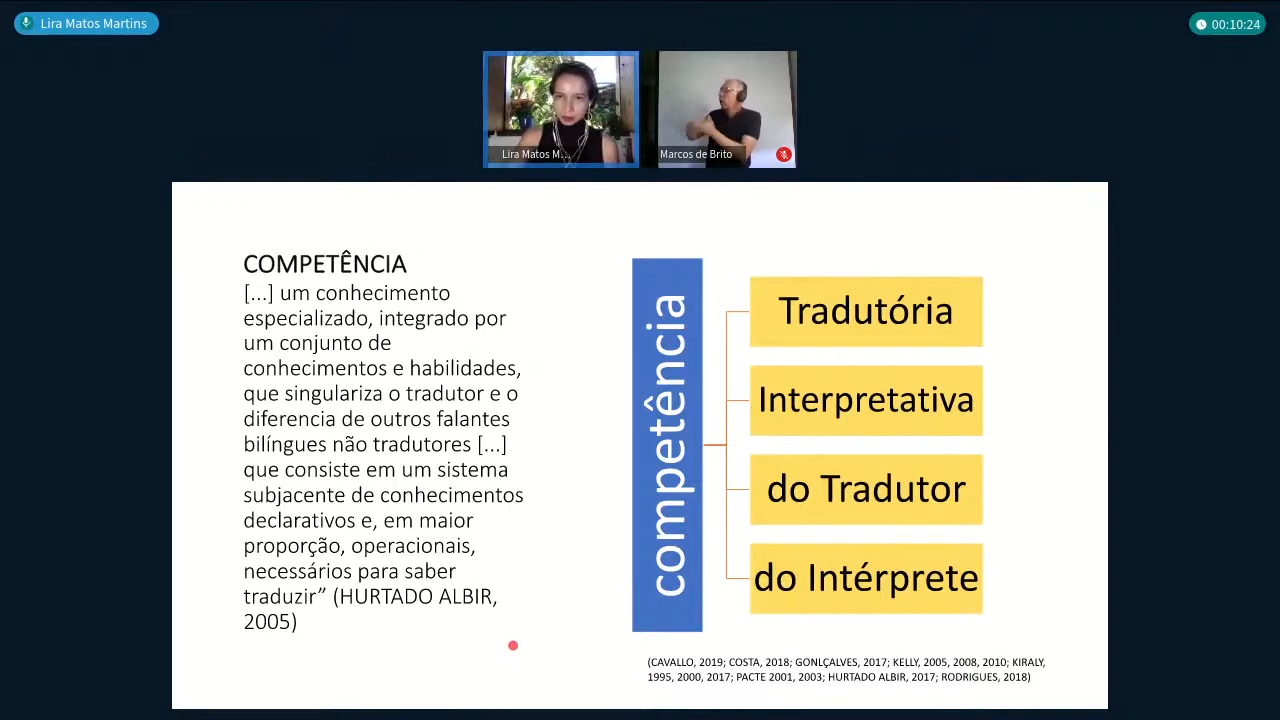 Lira Matos Martins
00:10:24
Lira Matos M...
Marcos de Brito
COMPETÊNCIA
[...] um conhecimento
especializado, integrado por
um conjunto de
conhecimentos e habilidades,
que singulariza o tradutor e o
diferencia de outros falantes
bilíngues não tradutores [...]
que consiste em um sistema
subjacente de conhecimentos
declarativos e, em maior
proporção, operacionais,
necessários para saber
traduzir” (HURTADO ALBIR,
2005)
competência
Tradutória
Interpretativa
do Tradutor
do Intérprete
(CAVALLO, 2019; COSTA, 2018; GONLÇALVES, 2017; KELLY, 2005, 2008, 2010; KIRALY,
1995, 2000, 2017; PACTE 2001, 2003; HURTADO ALBIR, 2017; RODRIGUES, 2018)